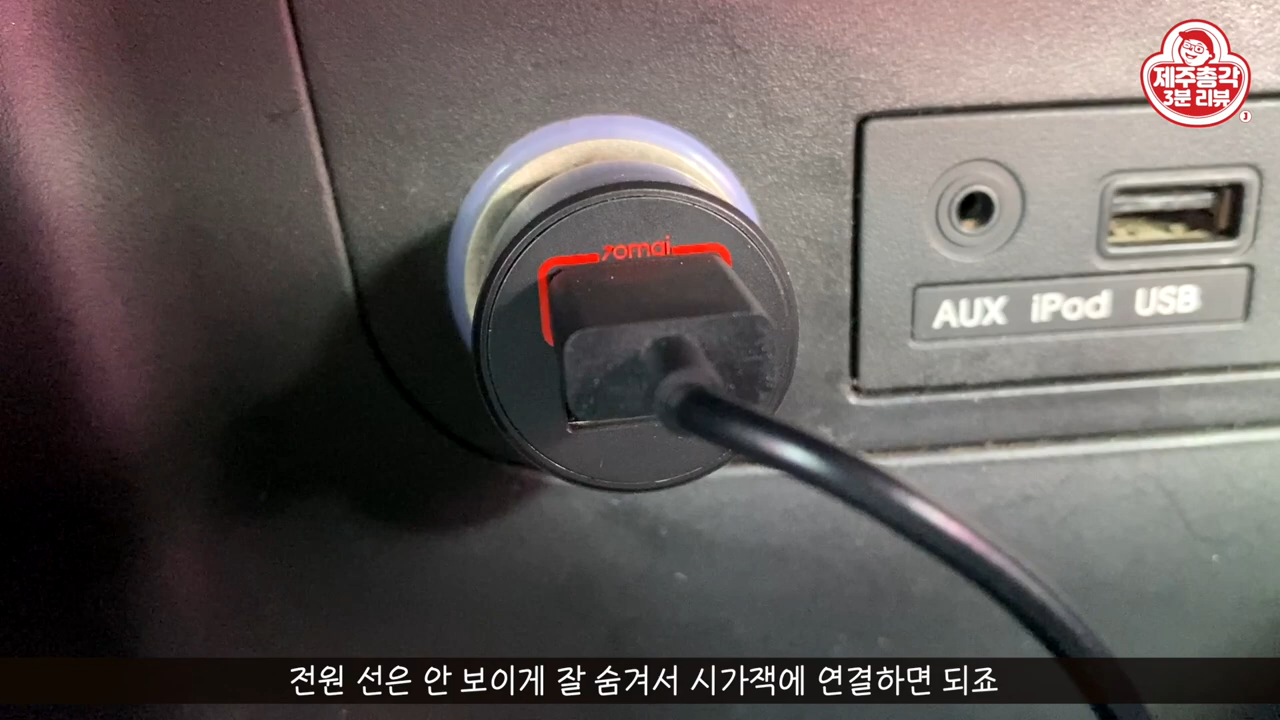 제주총각
3분 리뷰
70mai
AUX iPod USB
전원 선은 안 보이게 잘 숨겨서 시가잭에 연결하면 되죠